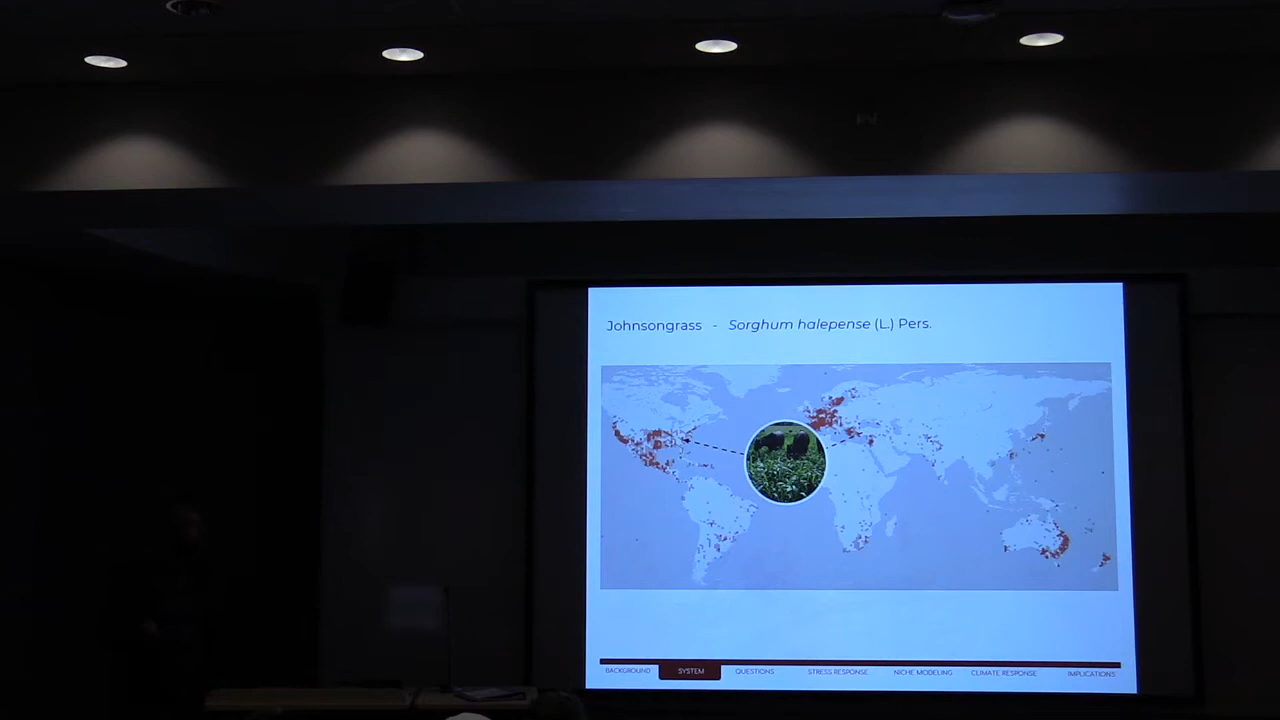 Johnsongrass - Sorghum halepense (L.) Pers.
BACKGROUND SYSTEM QUESTIONS STRESS RESPONSE NICHE MODELING CLIMATE RESPONSE IMPLICATIONS